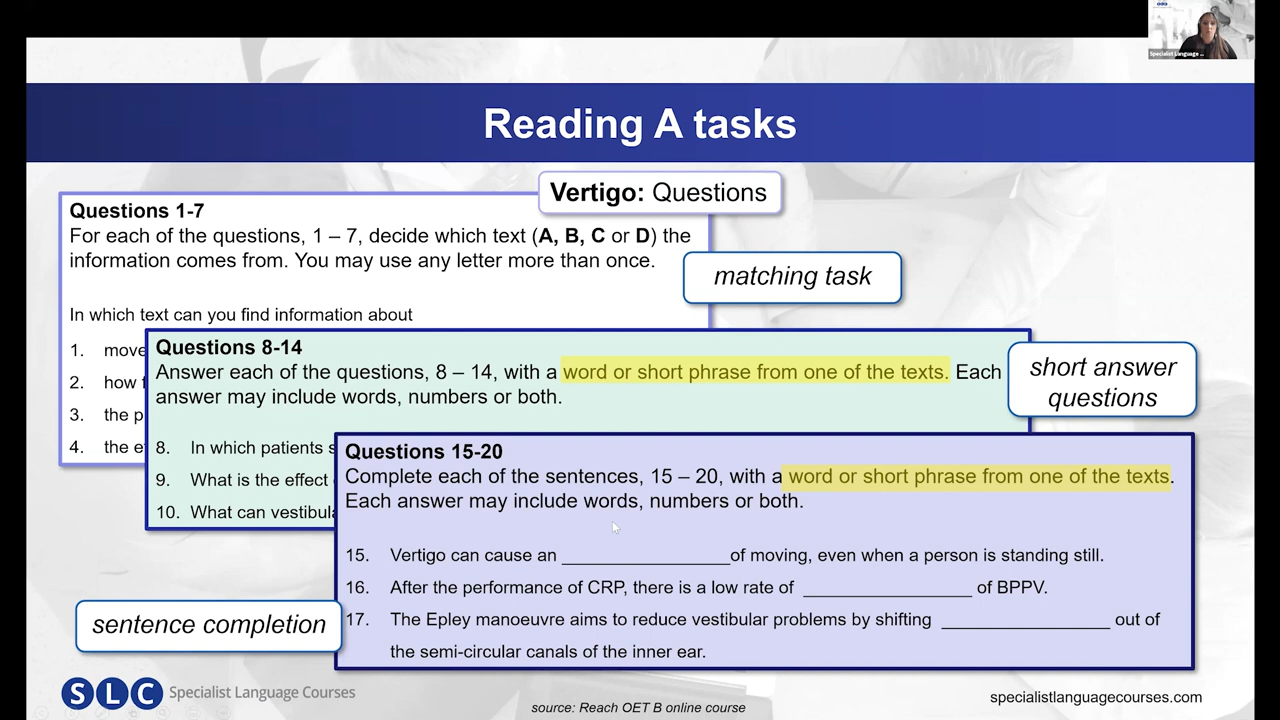 Reading A tasks
Vertigo: Questions
Questions 1-7
For each of the questions, 1 – 7, decide which text (A, B, C or D) the
information comes from. You may use any letter more than once.
matching task
In which text can you find information about
1. move
2. how
3. the p
4. the e
Questions 8-14
Answer each of the questions, 8 – 14, with a word or short phrase from one of the texts. Each
answer may include words, numbers or both.
short answer
questions
8. In which patients s
9. What is the effect
10. What can vestibul
Questions 15-20
Complete each of the sentences, 15 – 20, with a word or short phrase from one of the texts.
Each answer may include words, numbers or both.
15. Vertigo can cause an ________________ of moving, even when a person is standing still.
16. After the performance of CRP, there is a low rate of ________________ of BPPV.
17. The Epley manoeuvre aims to reduce vestibular problems by shifting ________________ out of
the semi-circular canals of the inner ear.
sentence completion
SLC Specialist Language Courses
source: Reach OET B online course
specialistlanguagecourses.com
Specialist Language ...